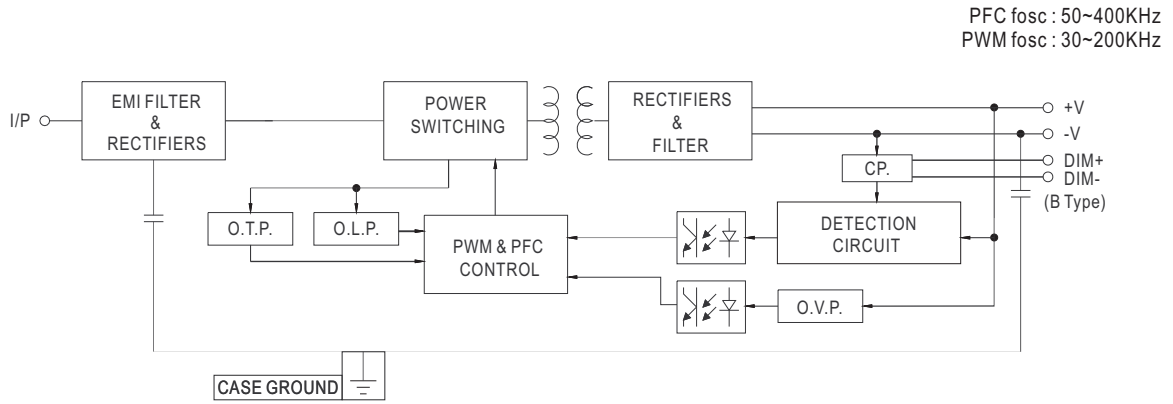 PFC fosc : 50~400KHz
PWM fosc : 30~200KHz
I/P
EMI FILTER
&
RECTIFIERS
POWER
SWITCHING
RECTIFIERS
&
FILTER
+V
-V
DIM+
DIM-
(B Type)
CP.
O.T.P.
O.L.P.
PWM & PFC
CONTROL
DETECTION
CIRCUIT
O.V.P.
CASE GROUND